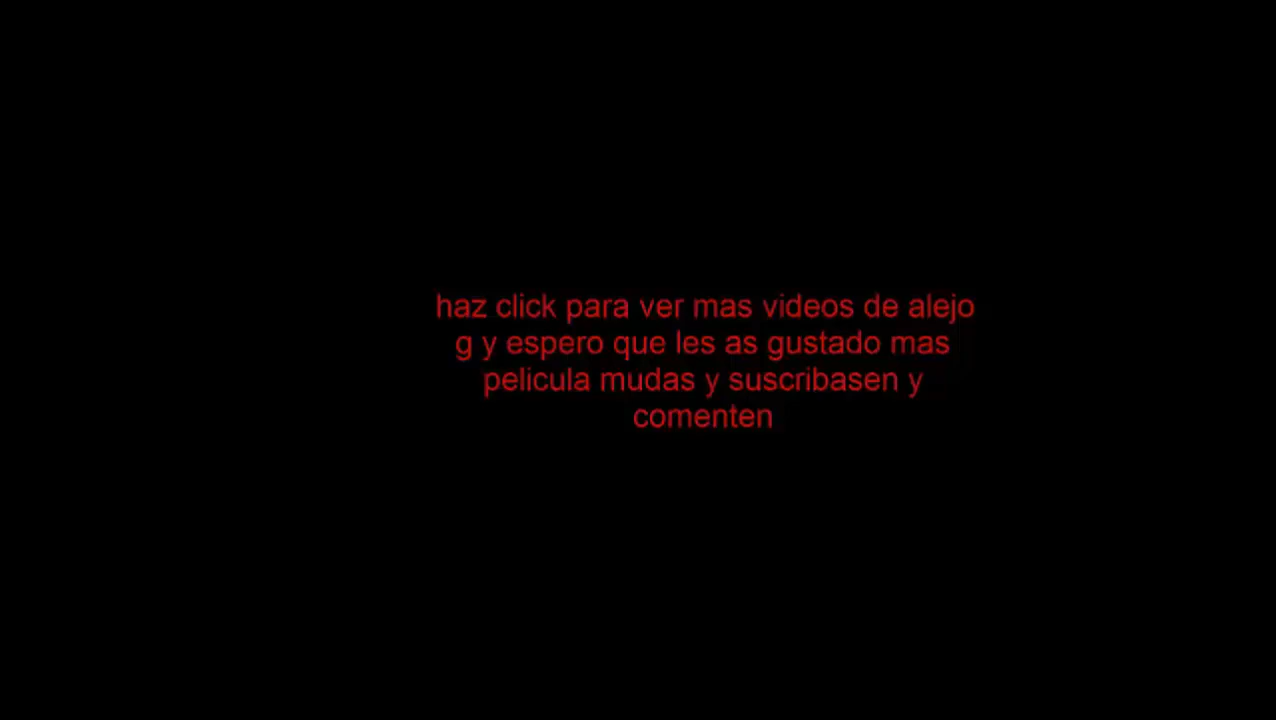 haz click para ver mas videos de alejo
g y espero que les as gustado mas
pelicula mudas y suscribasen y
comenten